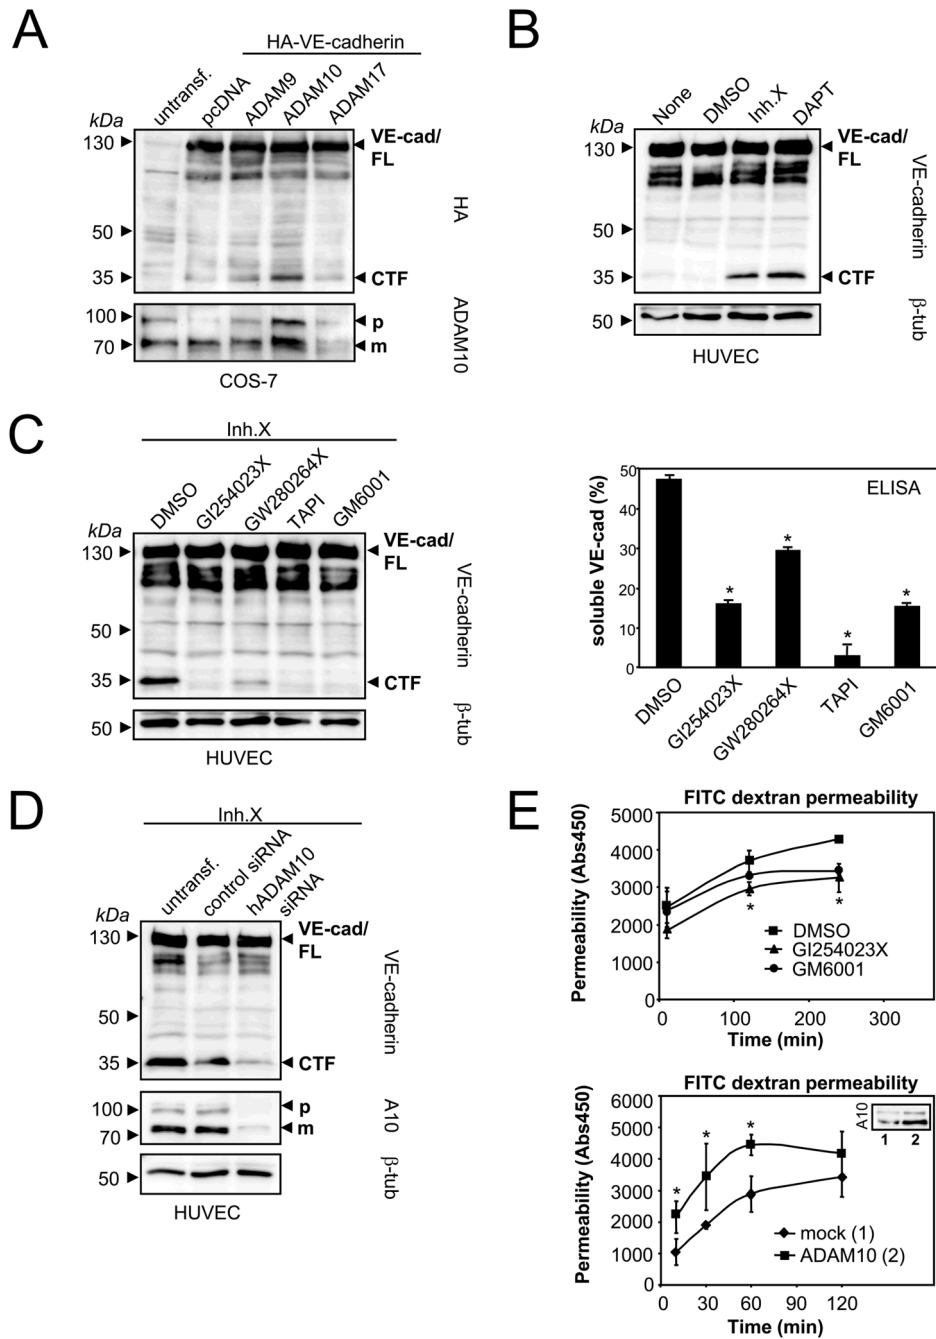 A
HA-VE-cadherin
untransf.
pcDNA
ADAM9
ADAM10
ADAM17
kDa
130
VE-cad/
FL
50
35
CTF
HA
100
p
70
m
ADAM10
COS-7
B
None
DMSO
Inh.X
DAPT
kDa
130
VE-cad/
FL
50
35
CTF
VE-cadherin
50
β-tub
HUVEC
C
Inh.X
DMSO
GI254023X
GW280264X
TAPI
GM6001
kDa
130
VE-cad/
FL
50
35
CTF
VE-cadherin
50
β-tub
HUVEC
soluble VE-cad (%)
50
40
30
20
10
0
ELISA
*
*
*
*
DMSO
GI254023X
GW280264X
TAPI
GM6001
D
Inh.X
untransf.
control siRNA
hADAM10
siRNA
kDa
130
VE-cad/
FL
50
35
CTF
VE-cadherin
100
p
70
m
A10
50
β-tub
HUVEC
E
FITC dextran permeability
Permeability (Abs450)
5000
4000
3000
2000
1000
0
*
*
DMSO
GI254023X
GM6001
0 100 200 300
Time (min)
FITC dextran permeability
Permeability (Abs450)
6000
5000
4000
3000
2000
1000
0
*
*
*
A10
1 2
mock (1)
ADAM10 (2)
0 30 60 90 120
Time (min)